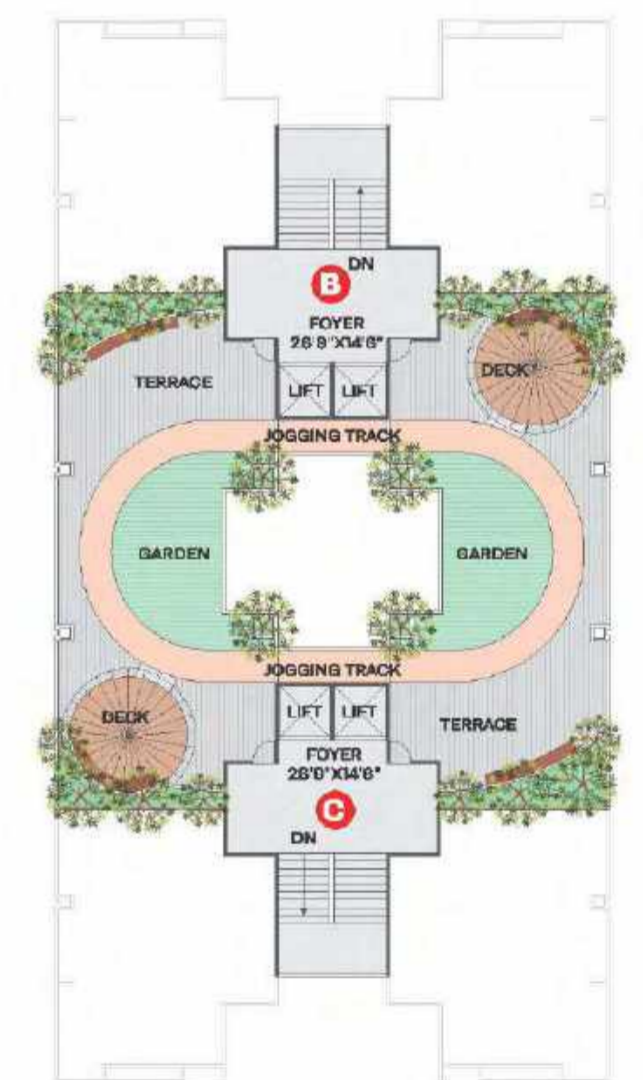 DN
B
FOYER
26'9"X14'6"
TERRACE
DECK
LIFT LIFT
JOGGING TRACK
GARDEN
GARDEN
JOGGING TRACK
LIFT LIFT
DECK
TERRACE
FOYER
26'9"X14'6"
C
DN